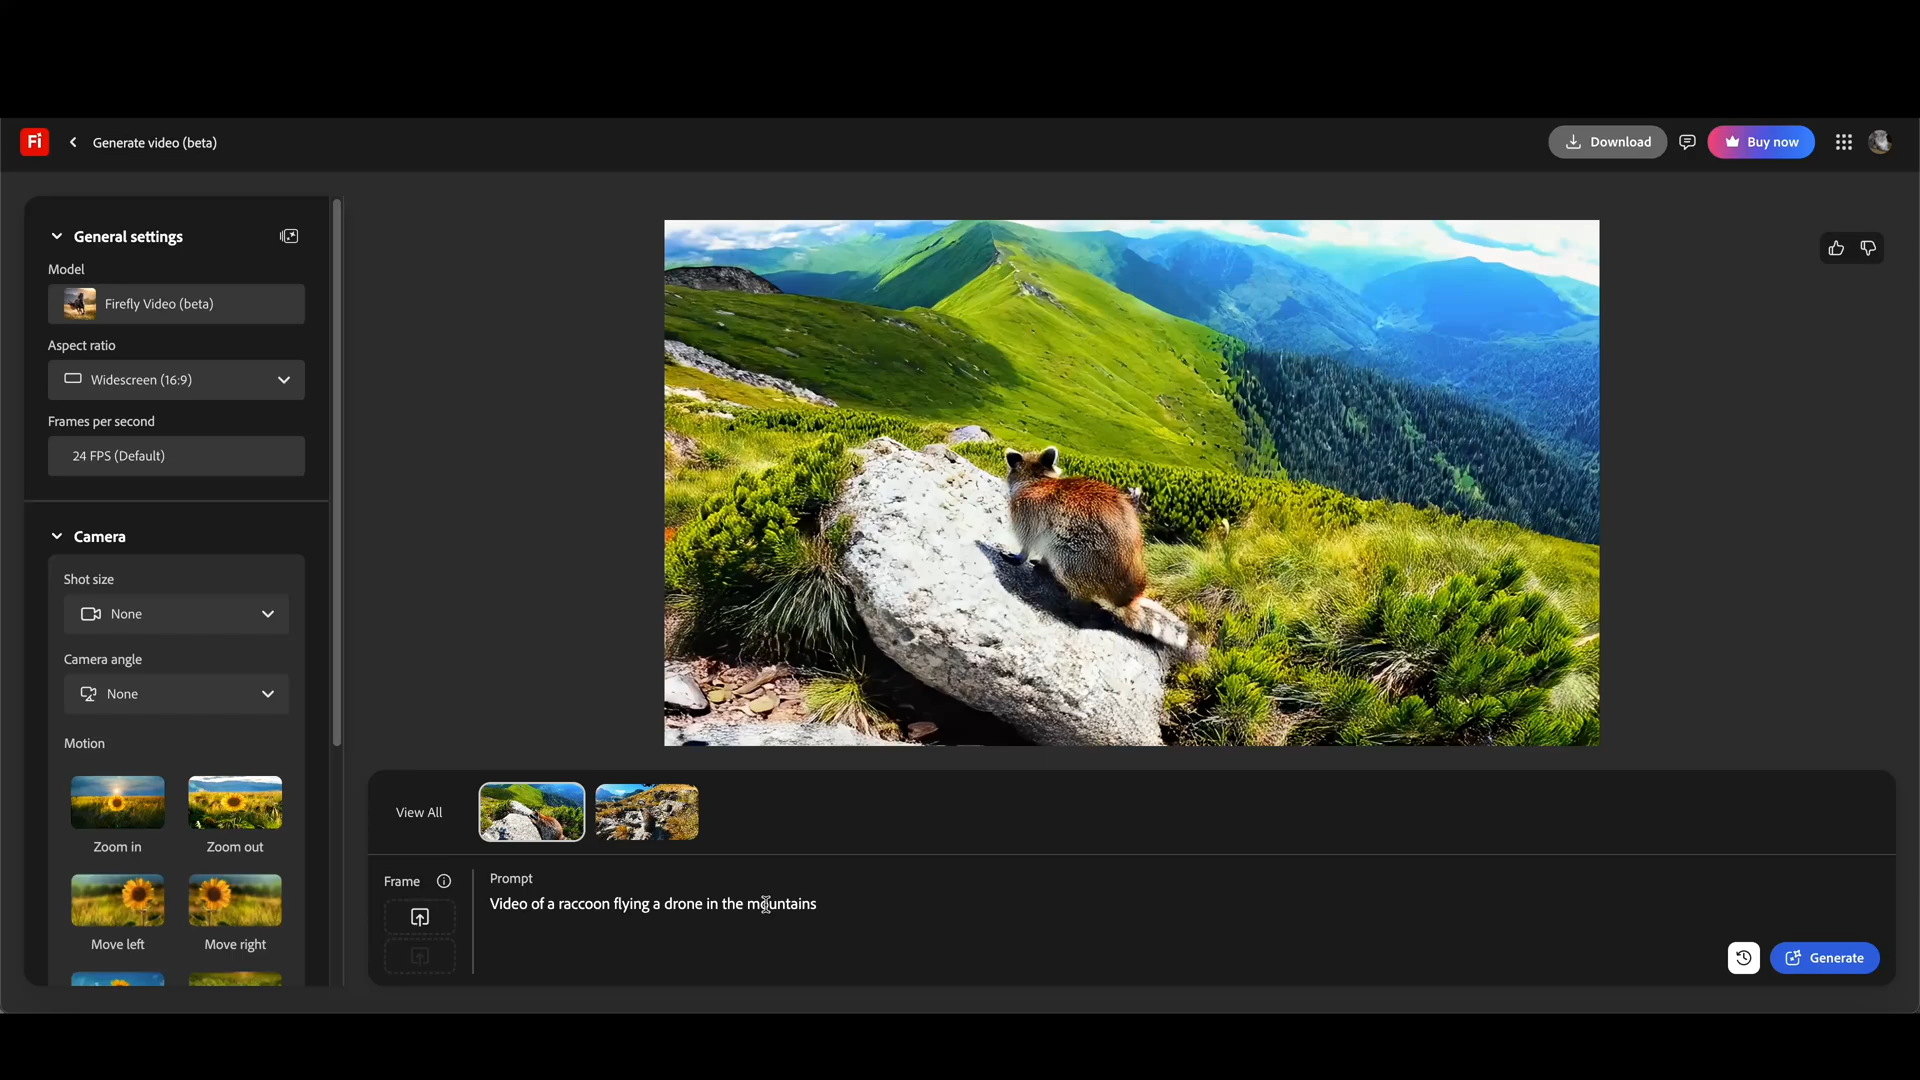 Fi
Generate video (beta)
Download
Buy now
General settings
Model
Firefly Video (beta)
Aspect ratio
Widescreen (16:9)
Frames per second
24 FPS (Default)
Camera
Shot size
None
Camera angle
None
Motion
Zoom in
Zoom out
Move left
Move right
View All
Frame
Prompt
Video of a raccoon flying a drone in the mountains
Generate